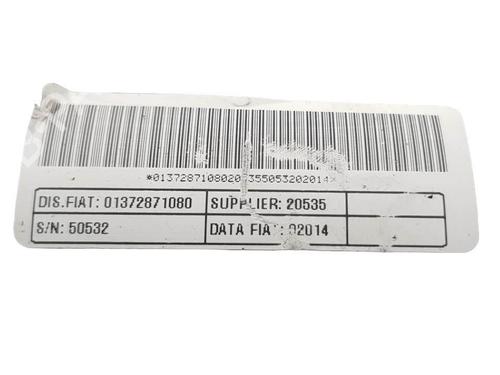 *01372871080205355053202014*
DIS.FIAT: 01372871080 SUPPLIER: 20535
S/N: 50532 DATA FIAT: 02014